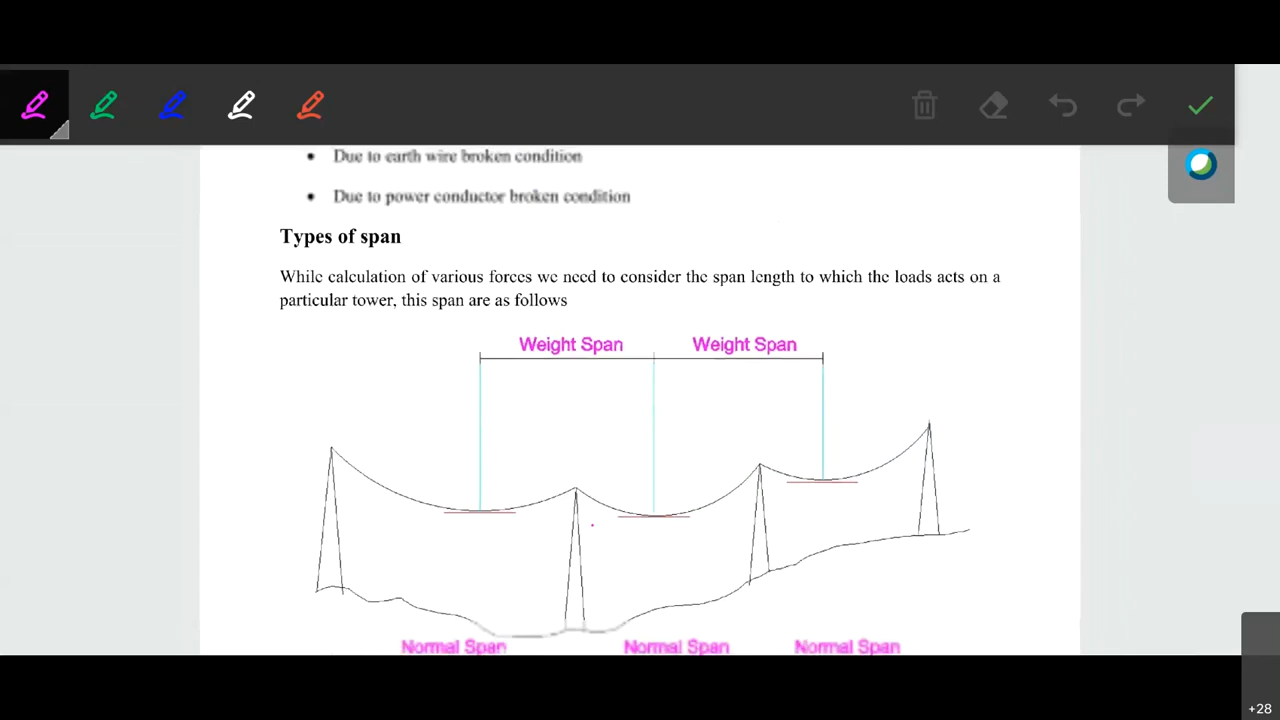 Due to earth wire broken condition
Due to power conductor broken condition
Types of span
While calculation of various forces we need to consider the span length to which the loads acts on a
particular tower, this span are as follows
Weight Span Weight Span
Normal Span Normal Span Normal Span
+28